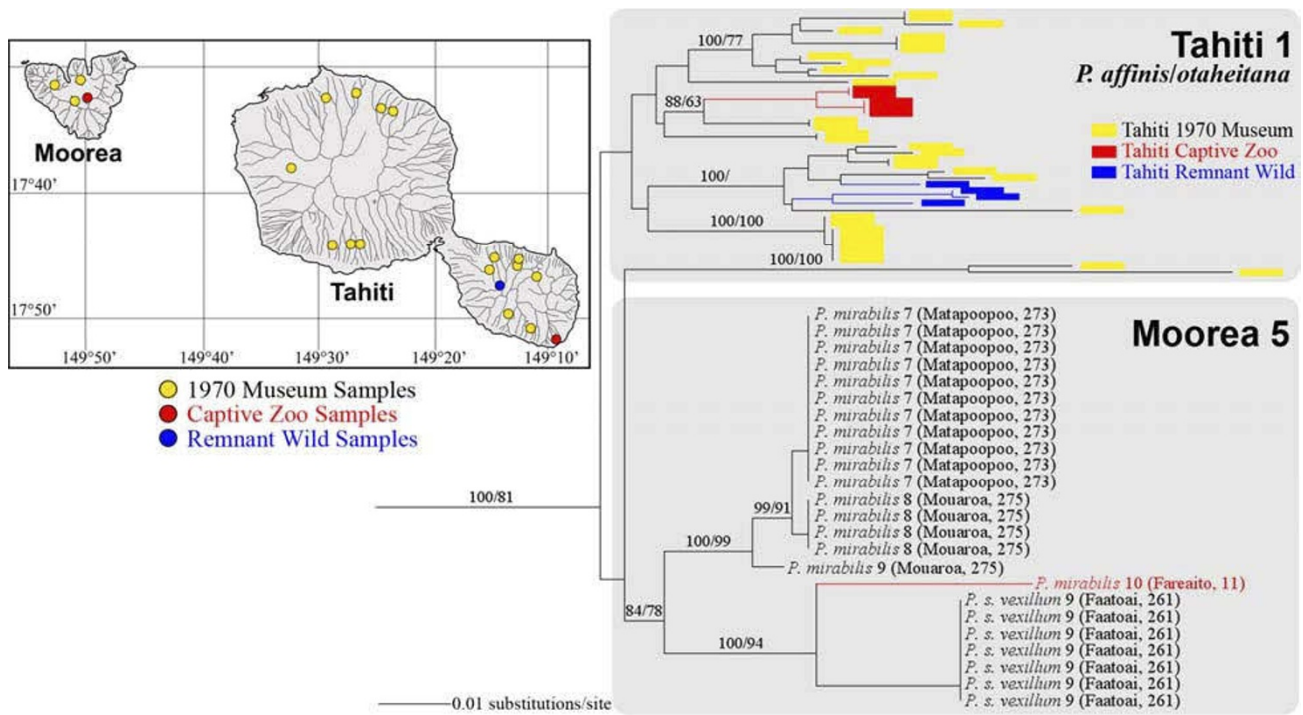 Moorea
Tahiti
17°40'
17°50'
149°50'
149°40'
149°30'
149°20'
149°10'
1970 Museum Samples
Captive Zoo Samples
Remnant Wild Samples
Tahiti 1
P. affinis/otaheitana
Tahiti 1970 Museum
Tahiti Captive Zoo
Tahiti Remnant Wild
100/77
88/63
100/
100/100
100/100
100/81
Moorea 5
P. mirabilis 7 (Matapoopoo, 273)
P. mirabilis 7 (Matapoopoo, 273)
P. mirabilis 7 (Matapoopoo, 273)
P. mirabilis 7 (Matapoopoo, 273)
P. mirabilis 7 (Matapoopoo, 273)
P. mirabilis 7 (Matapoopoo, 273)
P. mirabilis 7 (Matapoopoo, 273)
P. mirabilis 7 (Matapoopoo, 273)
P. mirabilis 7 (Matapoopoo, 273)
P. mirabilis 7 (Matapoopoo, 273)
P. mirabilis 7 (Matapoopoo, 273)
P. mirabilis 8 (Mouaroa, 275)
P. mirabilis 8 (Mouaroa, 275)
P. mirabilis 8 (Mouaroa, 275)
P. mirabilis 8 (Mouaroa, 275)
99/91
100/99
P. mirabilis 9 (Mouaroa, 275)
P. mirabilis 10 (Fareaito, 11)
P. s. vexillum 9 (Faatoai, 261)
P. s. vexillum 9 (Faatoai, 261)
P. s. vexillum 9 (Faatoai, 261)
P. s. vexillum 9 (Faatoai, 261)
P. s. vexillum 9 (Faatoai, 261)
P. s. vexillum 9 (Faatoai, 261)
P. s. vexillum 9 (Faatoai, 261)
84/78
100/94
0.01 substitutions/site